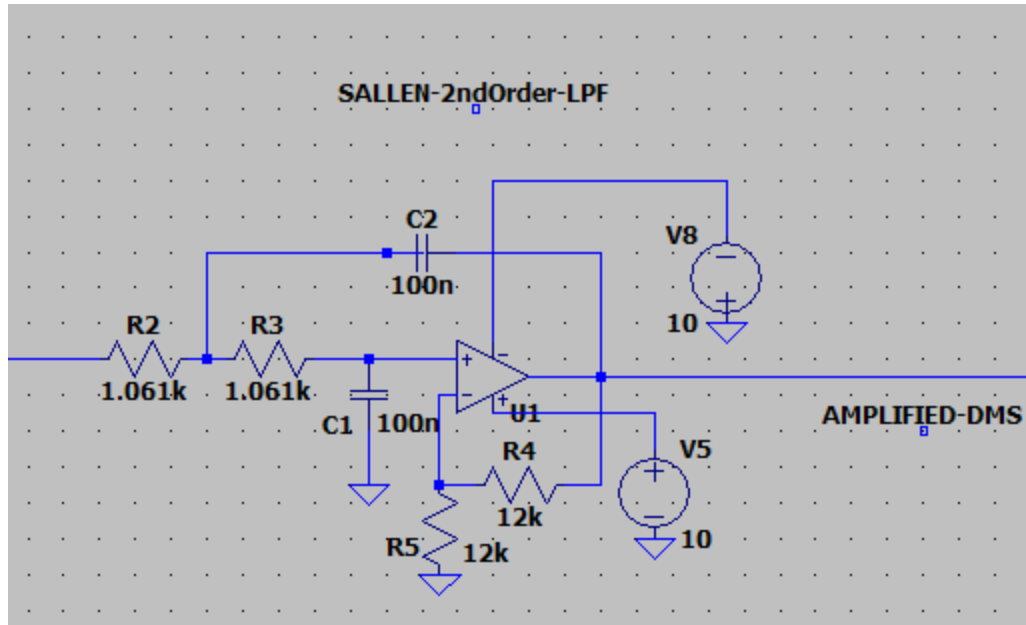 SALLEN-2ndOrder-LPF
C2
100n
V8
10
R2
1.061k
R3
1.061k
C1
100n
U1
AMPLIFIED-DMS
R4
12k
V5
10
R5
12k